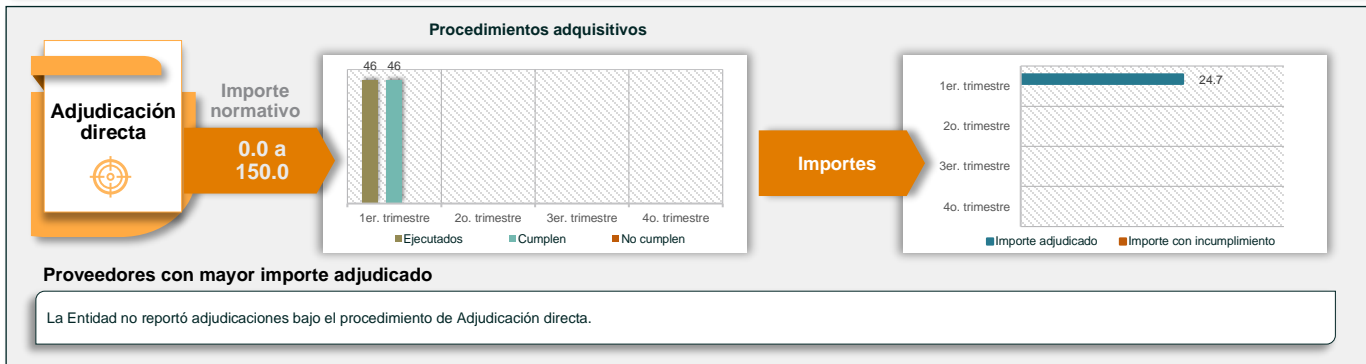 Procedimientos adquisitivos
Adjudicación
directa
Importe
normativo
0.0 a
150.0
46 46
1er. trimestre 2o. trimestre 3er. trimestre 4o. trimestre
Ejecutados Cumplen No cumplen
Importes
1er. trimestre
24.7
2o. trimestre
3er. trimestre
4o. trimestre
Importe adjudicado Importe con incumplimiento
Proveedores con mayor importe adjudicado
La Entidad no reportó adjudicaciones bajo el procedimiento de Adjudicación directa.